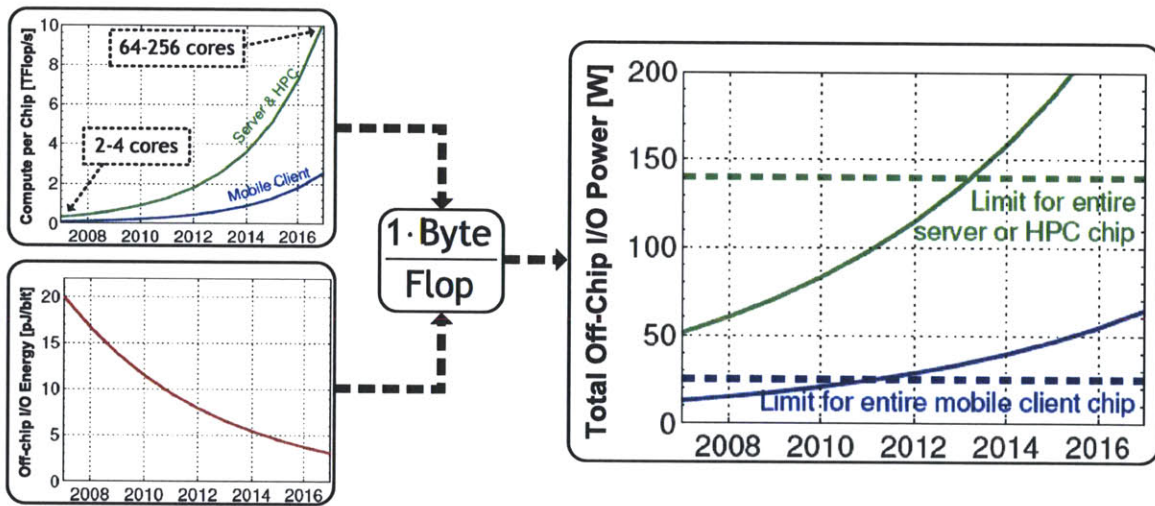 Compute per Chip [TFlop/s]
10
8
6
4
2
0
64-256 cores
2-4 cores
Server & HPC
Mobile Client
2008 2010 2012 2014 2016
Off-chip I/O Energy [pJ/bit]
20
15
10
5
0
2008 2010 2012 2014 2016
1· Byte
Flop
Total Off-Chip I/O Power [W]
200
150
100
50
0
Limit for entire
server or HPC chip
Limit for entire mobile client chip
2008 2010 2012 2014 2016